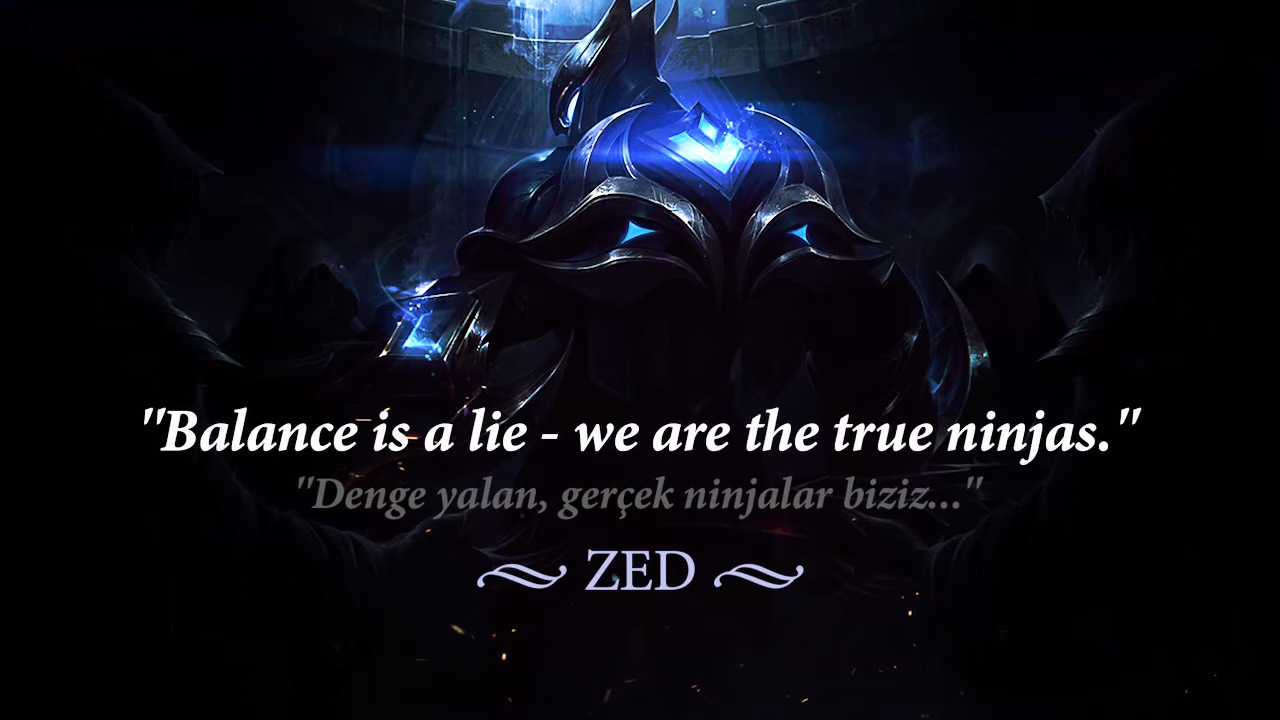 "Balance is a lie - we are the true ninjas."
"Denge yalan, gerçek ninjalar biziz..."
ZED